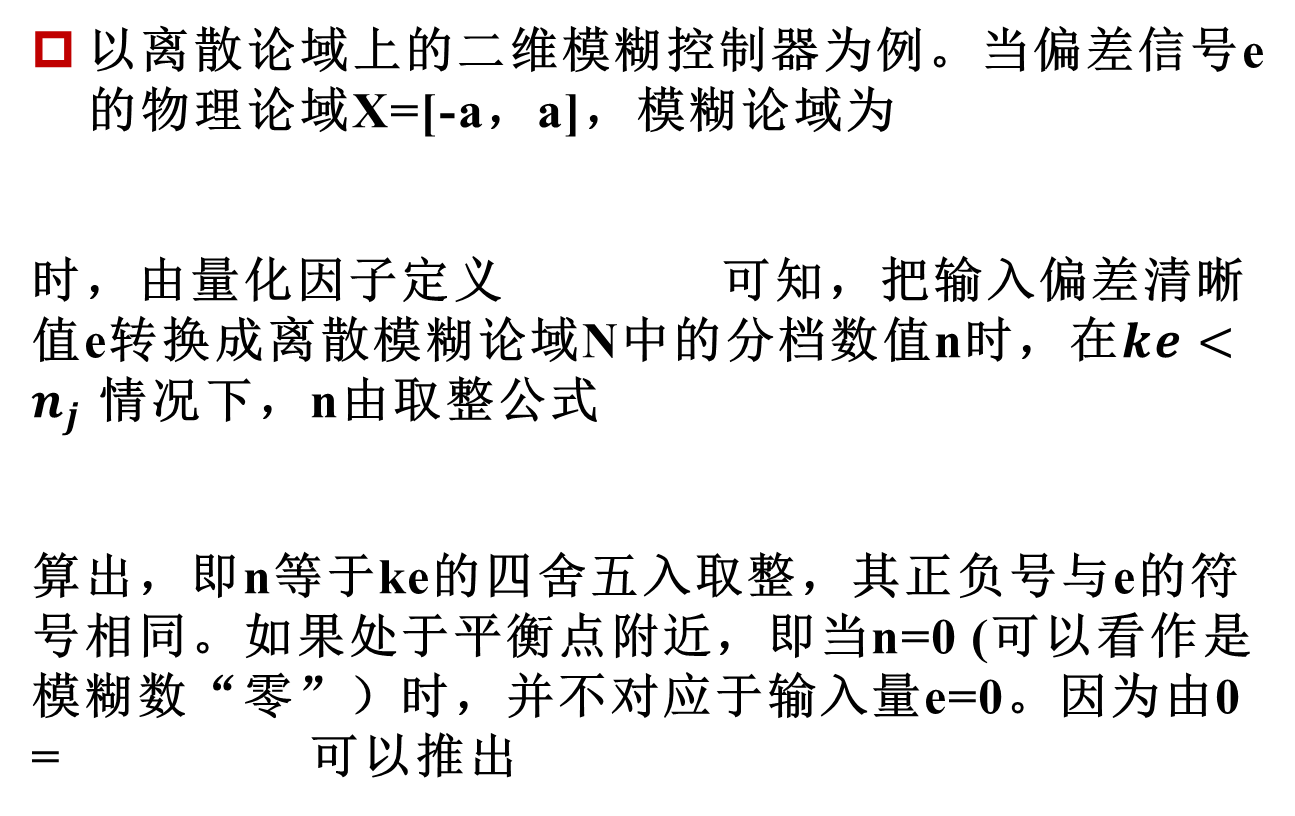 以离散论域上的二维模糊控制器为例。当偏差信号e
的物理论域X=[-a，a]，模糊论域为
时，由量化因子定义 可知，把输入偏差清晰
值e转换成离散模糊论域N中的分档数值n时，在ke <
n_j 情况下，n由取整公式
算出，即n等于ke的四舍五入取整，其正负号与e的符
号相同。如果处于平衡点附近，即当n=0 (可以看作是
模糊数“零”）时，并不对应于输入量e=0。因为由0
= 可以推出